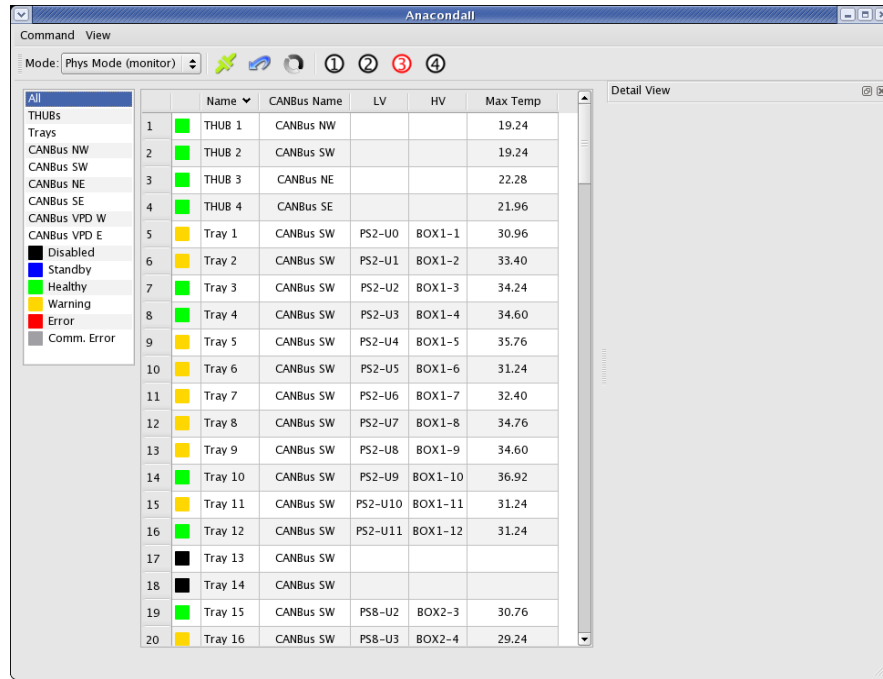 AnacondaII
Command View
Mode: Phys Mode (monitor) 1 2 3 4
All
THUBs
Trays
CANBus NW
CANBus SW
CANBus NE
CANBus SE
CANBus VPD W
CANBus VPD E
Disabled
Standby
Healthy
Warning
Error
Comm. Error
Name CANBus Name LV HV Max Temp
1 THUB 1 CANBus NW 19.24
2 THUB 2 CANBus SW 19.24
3 THUB 3 CANBus NE 22.28
4 THUB 4 CANBus SE 21.96
5 Tray 1 CANBus SW PS2-U0 BOX1-1 30.96
6 Tray 2 CANBus SW PS2-U1 BOX1-2 33.40
7 Tray 3 CANBus SW PS2-U2 BOX1-3 34.24
8 Tray 4 CANBus SW PS2-U3 BOX1-4 34.60
9 Tray 5 CANBus SW PS2-U4 BOX1-5 35.76
10 Tray 6 CANBus SW PS2-U5 BOX1-6 31.24
11 Tray 7 CANBus SW PS2-U6 BOX1-7 32.40
12 Tray 8 CANBus SW PS2-U7 BOX1-8 34.76
13 Tray 9 CANBus SW PS2-U8 BOX1-9 34.60
14 Tray 10 CANBus SW PS2-U9 BOX1-10 36.92
15 Tray 11 CANBus SW PS2-U10 BOX1-11 31.24
16 Tray 12 CANBus SW PS2-U11 BOX1-12 31.24
17 Tray 13 CANBus SW
18 Tray 14 CANBus SW
19 Tray 15 CANBus SW PS8-U2 BOX2-3 30.76
20 Tray 16 CANBus SW PS8-U3 BOX2-4 29.24
Detail View